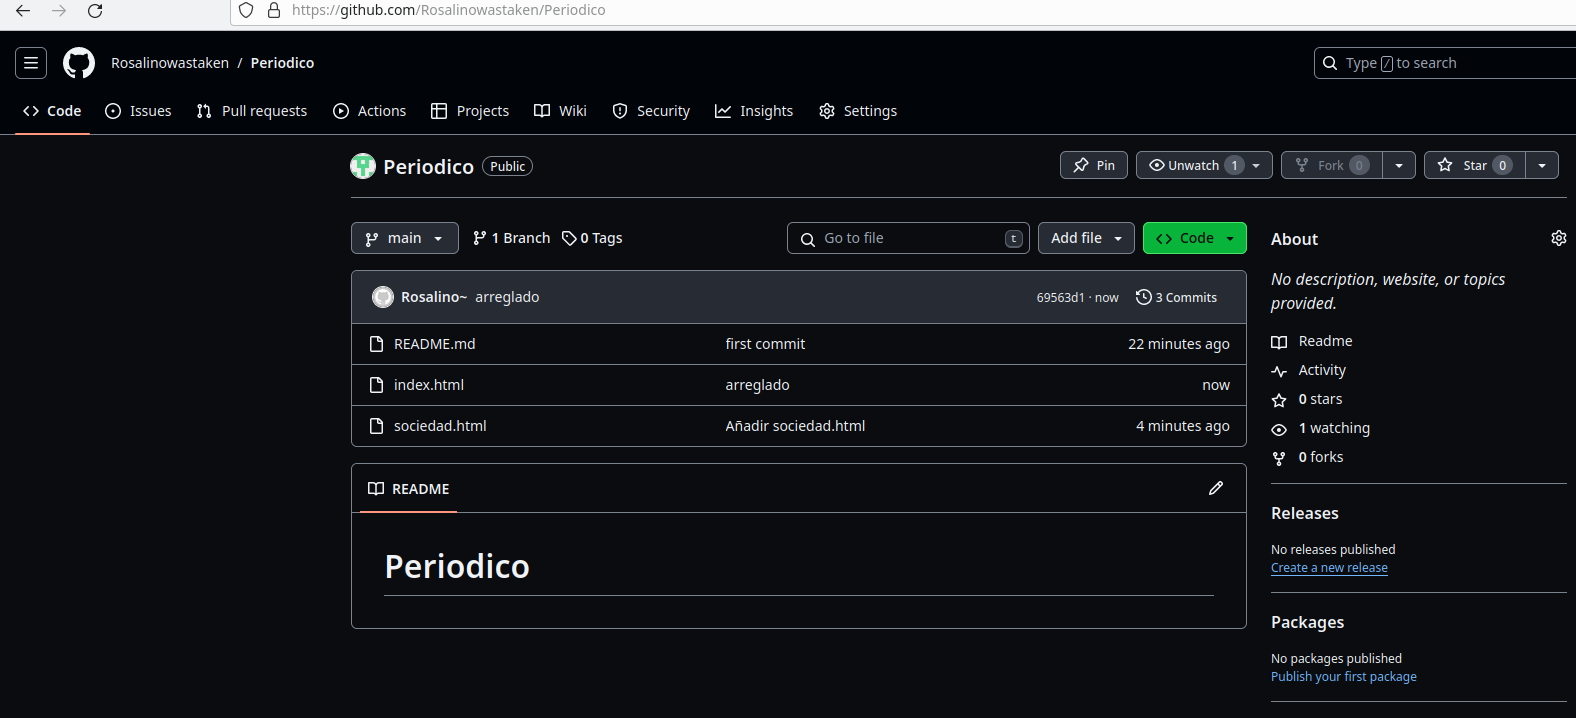 https://github.com/Rosalinowastaken/Periodico
Rosalinowastaken / Periodico
Type / to search
Code Issues Pull requests Actions Projects Wiki Security Insights Settings
Periodico Public
Pin Unwatch 1 Fork 0 Star 0
main 1 Branch 0 Tags Go to file t Add file Code
Rosalino~ arreglado 69563d1 · now 3 Commits
README.md first commit 22 minutes ago
index.html arreglado now
sociedad.html Añadir sociedad.html 4 minutes ago
README
Periodico
About
No description, website, or topics
provided.
Readme
Activity
0 stars
1 watching
0 forks
Releases
No releases published
Create a new release
Packages
No packages published
Publish your first package